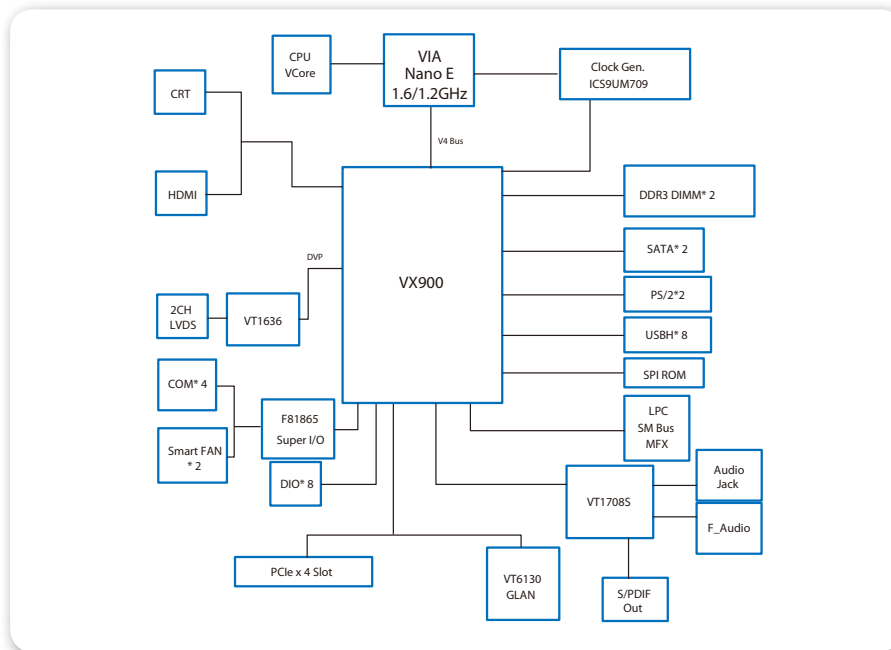 CPU
VCore
VIA
Nano E
1.6/1.2GHz
Clock Gen.
ICS9UM709
CRT
V4 Bus
HDMI
DDR3 DIMM* 2
DVP
SATA* 2
VX900
PS/2*2
2CH
LVDS
VT1636
USBH* 8
SPI ROM
COM* 4
F81865
Super I/O
LPC
SM Bus
MFX
Smart FAN
* 2
DIO* 8
VT1708S
Audio
Jack
F_Audio
PCIe x 4 Slot
VT6130
GLAN
S/PDIF
Out